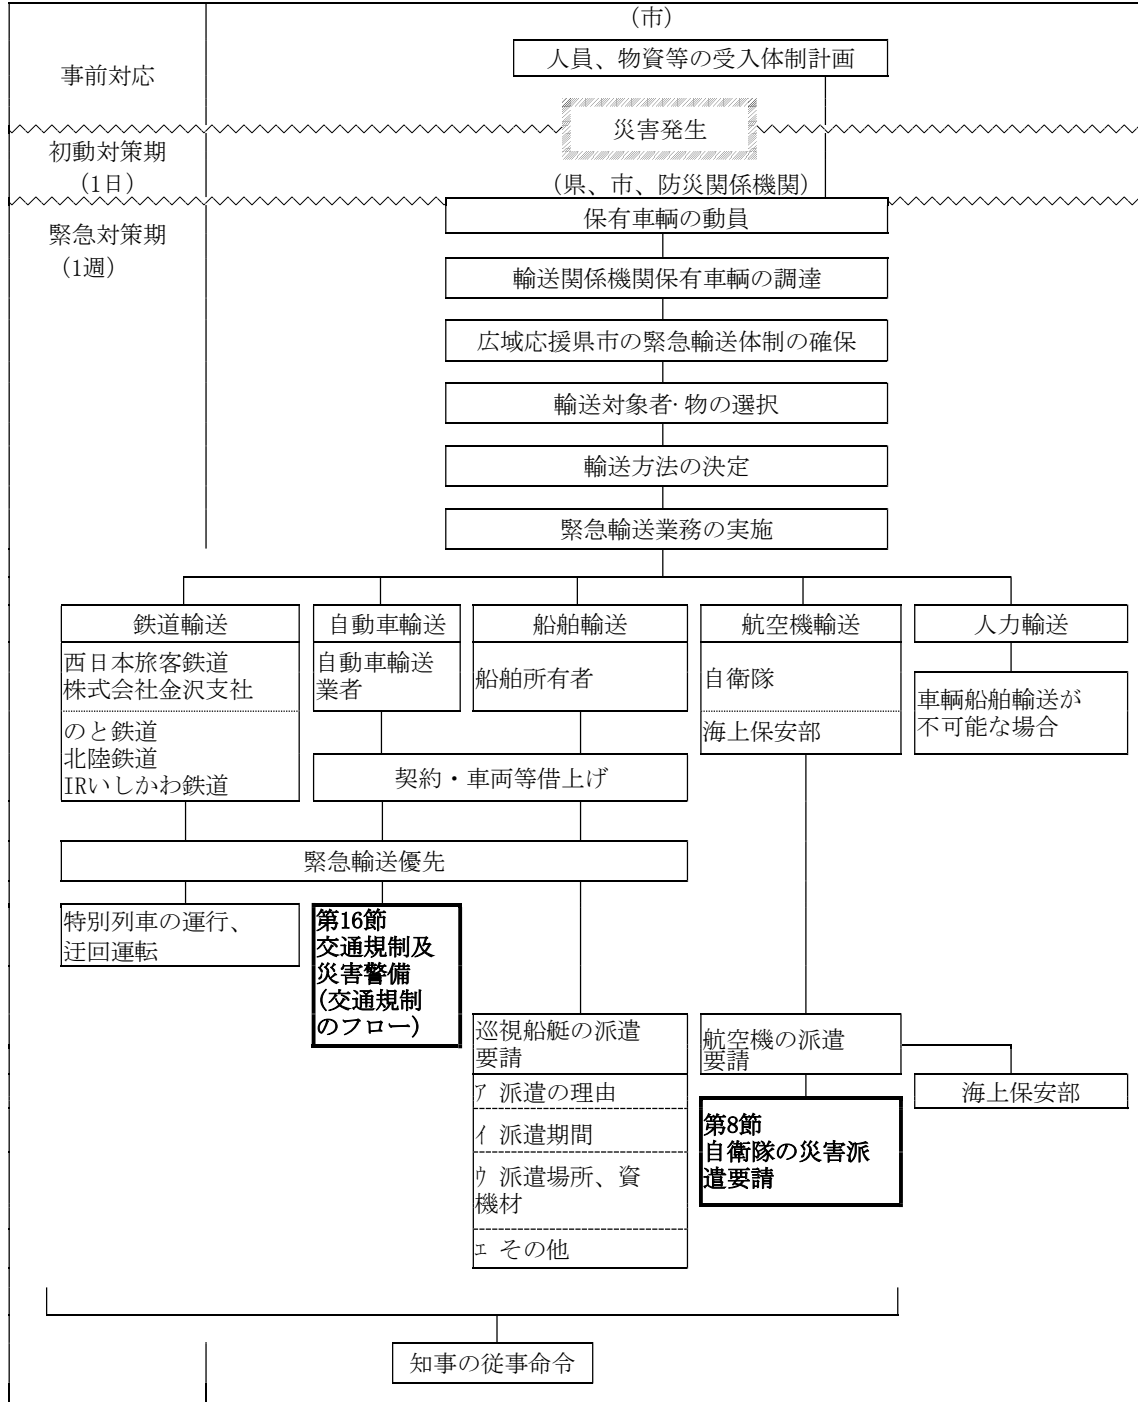 (市)
人員、物資等の受入体制計画
事前対応
災害発生
初動対策期
(1日)
(県、市、防災関係機関)
保有車輌の動員
緊急対策期
(1週)
輸送関係機関保有車輌の調達
広域応援県市の緊急輸送体制の確保
輸送対象者・物の選択
輸送方法の決定
緊急輸送業務の実施
鉄道輸送
自動車輸送
船舶輸送
航空機輸送
人力輸送
西日本旅客鉄道
株式会社金沢支社
のと鉄道
北陸鉄道
IRいしかわ鉄道
自動車輸送
業者
船舶所有者
自衛隊
海上保安部
車輌船舶輸送が
不可能な場合
契約・車両等借上げ
緊急輸送優先
特別列車の運行、
迂回運転
第16節
交通規制及
災害警備
(交通規制
のフロー)
巡視船艇の派遣
要請
ｱ 派遣の理由
ｲ 派遣期間
ｳ 派遣場所、資
機材
ｴ その他
航空機の派遣
要請
海上保安部
第8節
自衛隊の災害派
遣要請
知事の従事命令